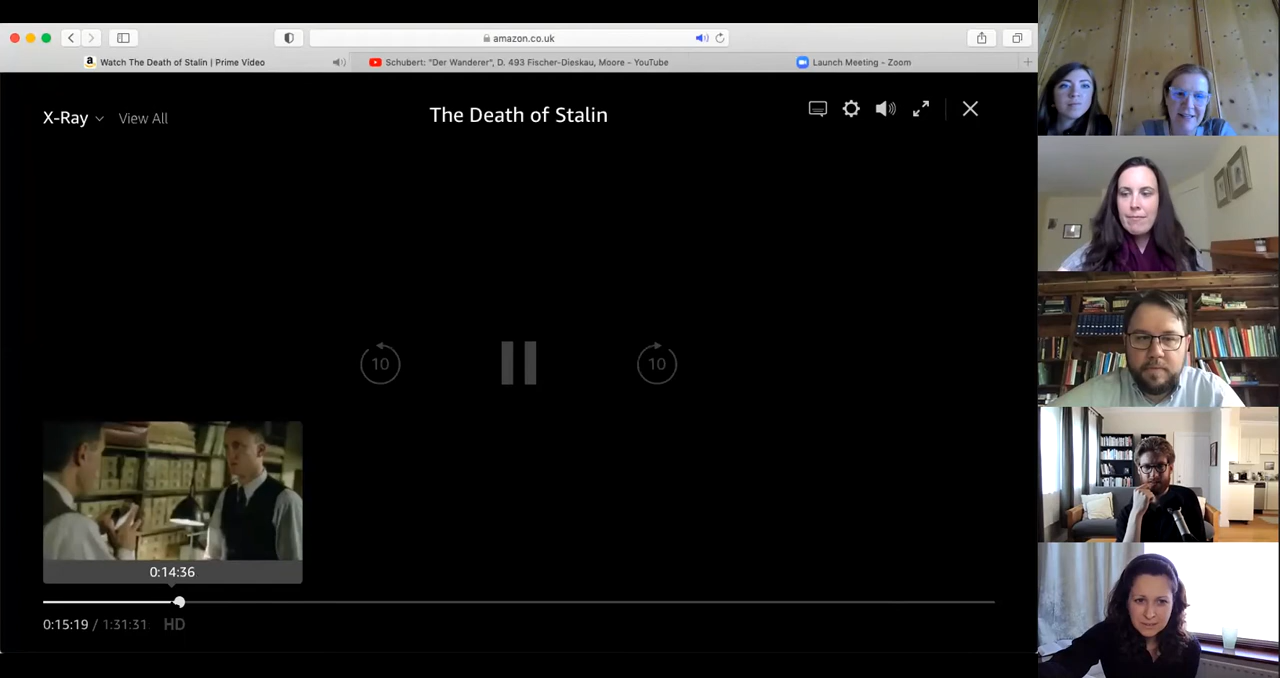 amazon.co.uk
Watch The Death of Stalin | Prime Video
Schubert: "Der Wanderer", D. 493 Fischer-Dieskau, Moore - YouTube
Launch Meeting - Zoom
X-Ray View All
The Death of Stalin
10
10
0:14:36
0:15:19 / 1:31:31 HD